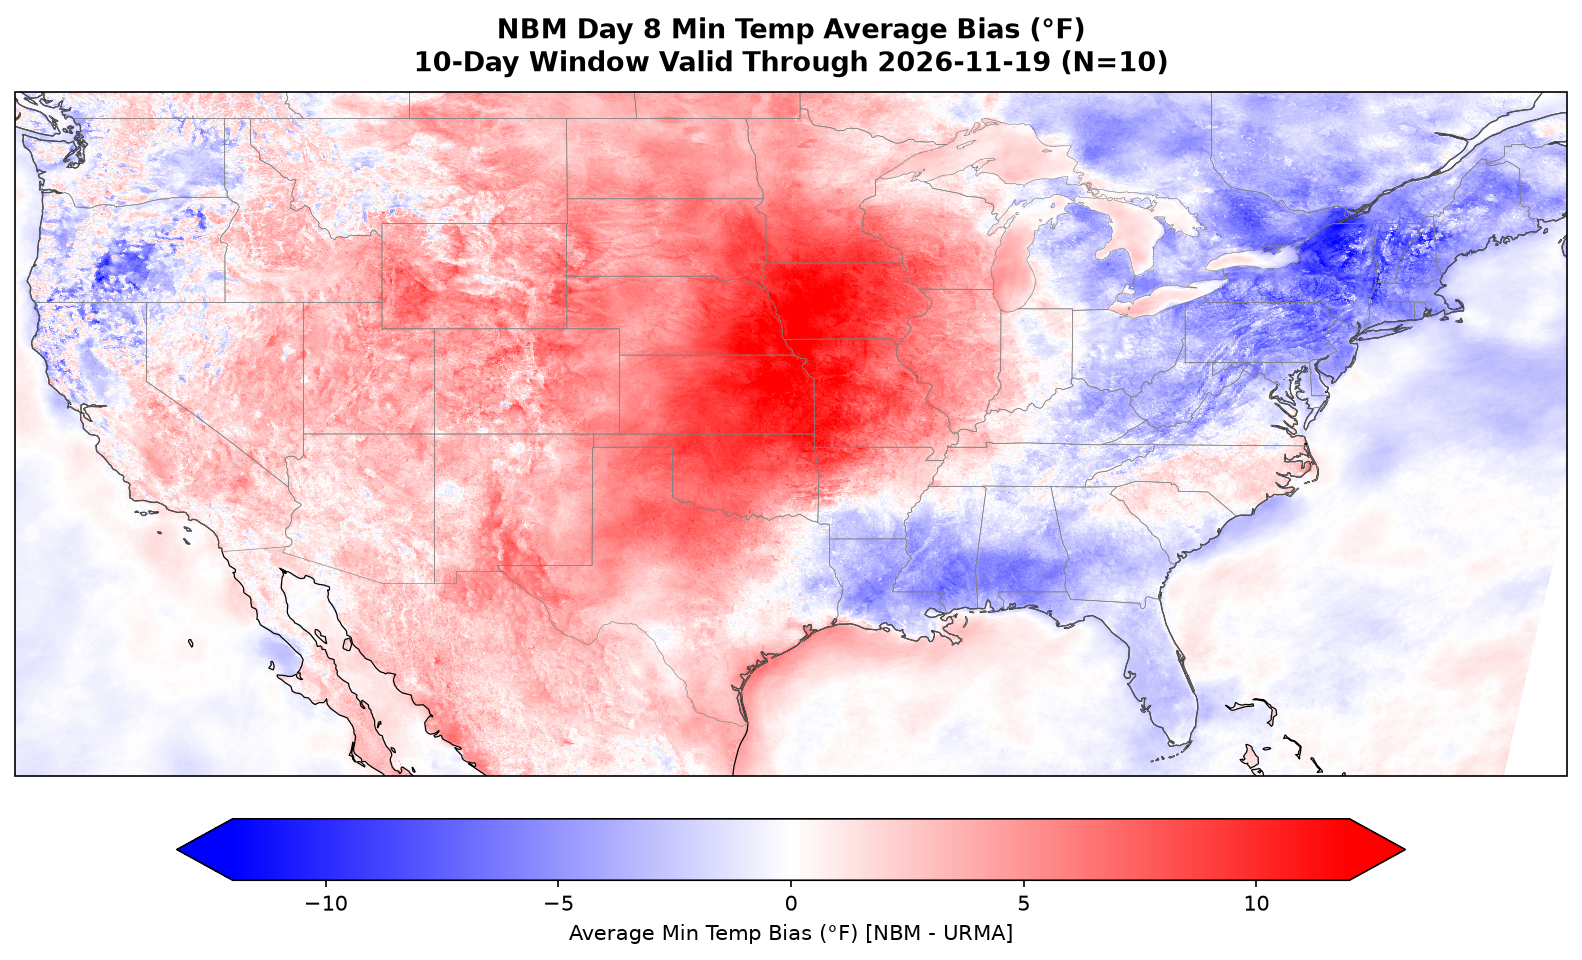 NBM Day 8 Min Temp Average Bias (°F)
10-Day Window Valid Through 2026-11-19 (N=10)
−10 −5 0 5 10
Average Min Temp Bias (°F) [NBM - URMA]